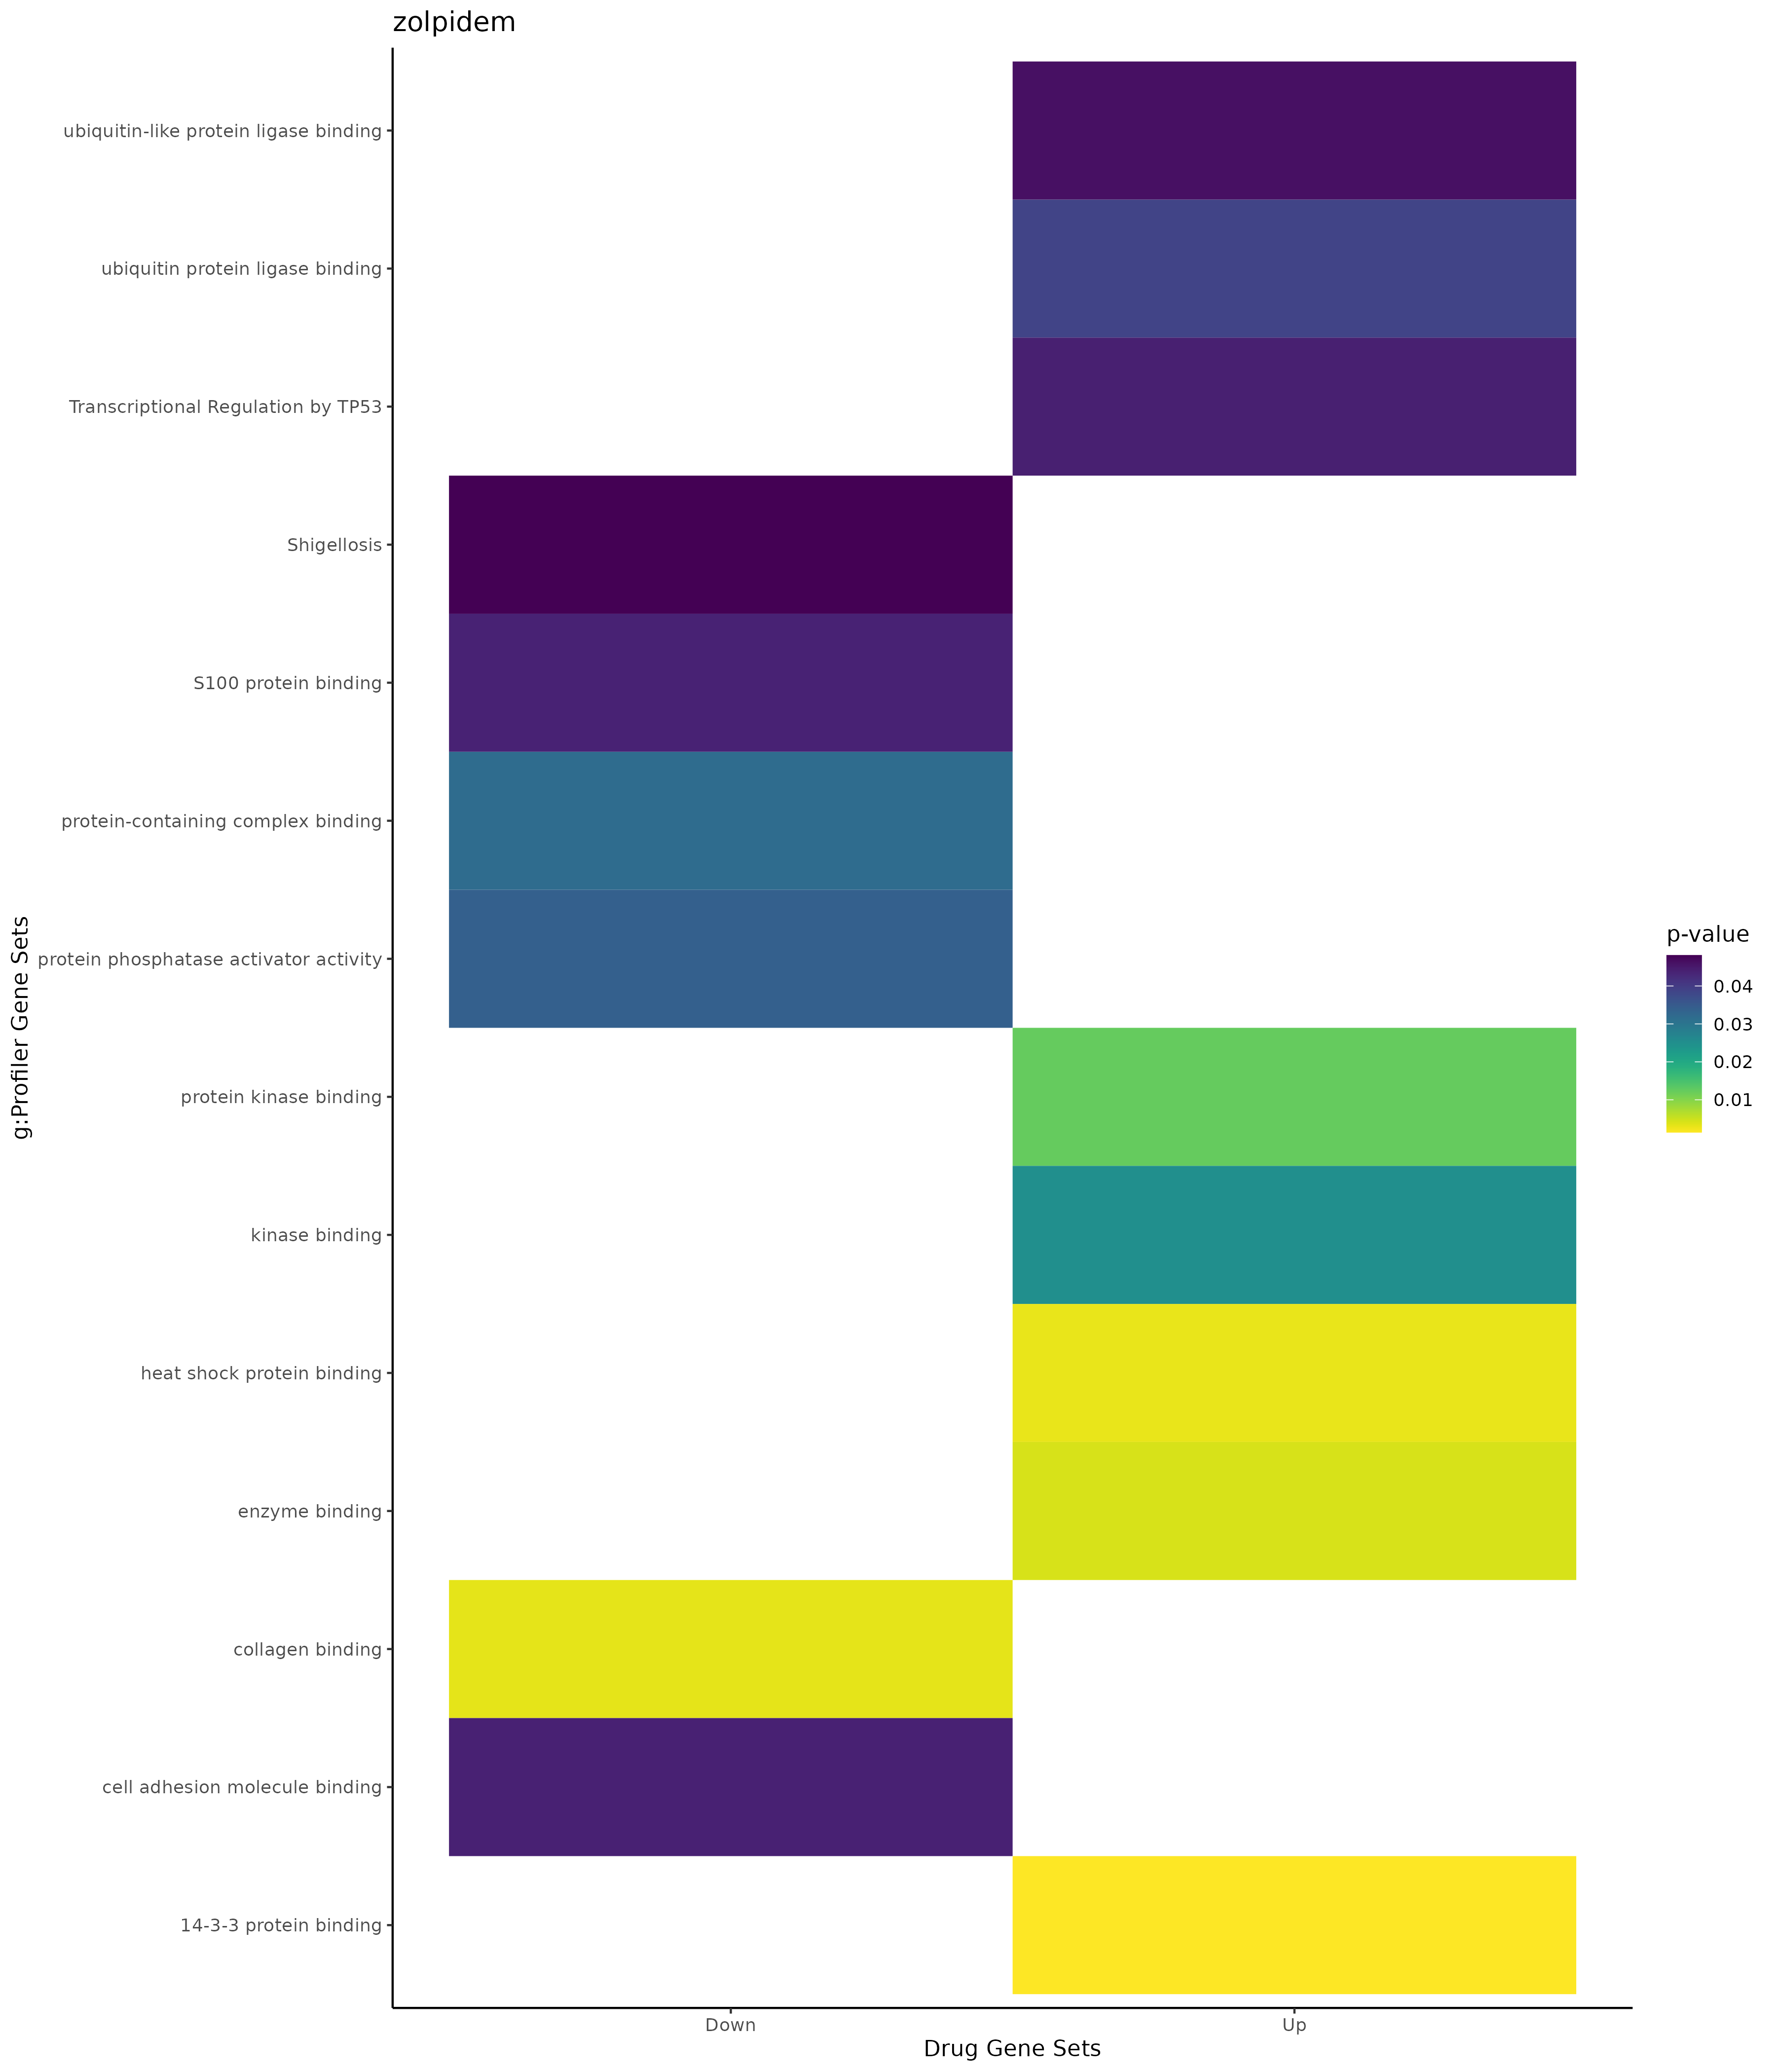 zolpidem
ubiquitin-like protein ligase binding
ubiquitin protein ligase binding
Transcriptional Regulation by TP53
Shigellosis
S100 protein binding
protein-containing complex binding
protein phosphatase activator activity
protein kinase binding
kinase binding
heat shock protein binding
enzyme binding
collagen binding
cell adhesion molecule binding
14-3-3 protein binding
g:Profiler Gene Sets
Down
Up
Drug Gene Sets
p-value
0.04
0.03
0.02
0.01